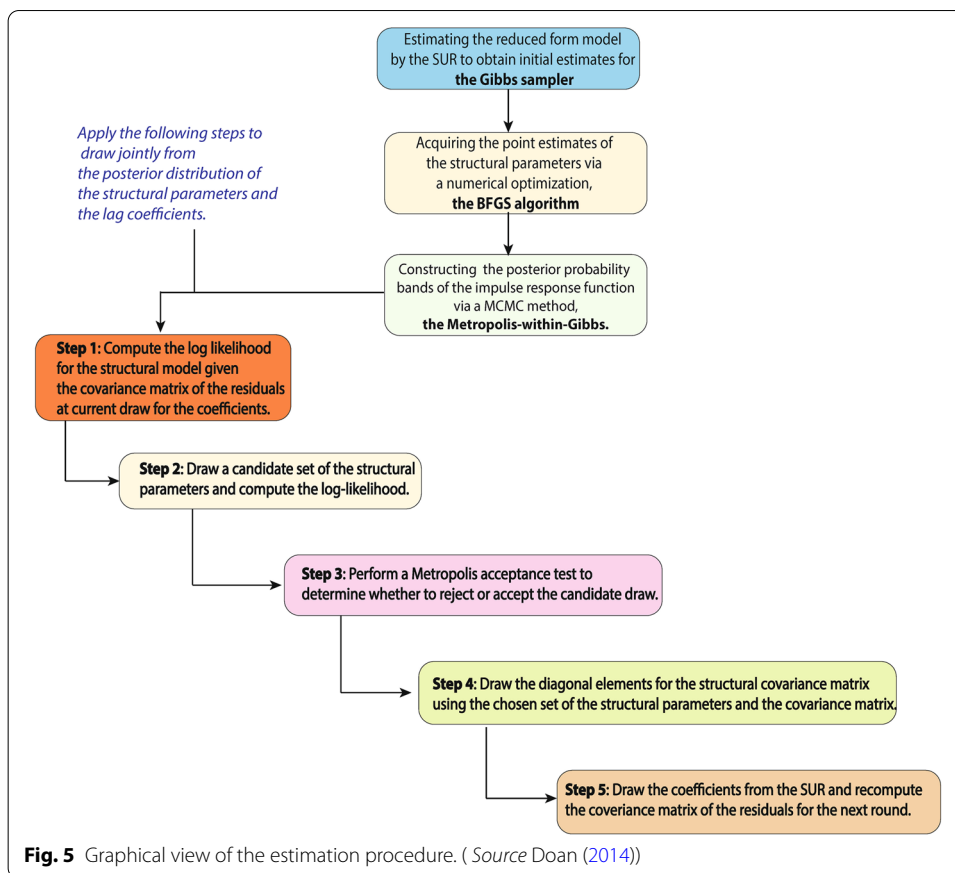 Estimating the reduced form model
by the SUR to obtain initial estimates for
the Gibbs sampler
Apply the following steps to
draw jointly from
the posterior distribution of
the structural parameters and
the lag coefficients.
Acquiring the point estimates of
the structural parameters via
a numerical optimization,
the BFGS algorithm
Constructing the posterior probability
bands of the impulse response function
via a MCMC method,
the Metropolis-within-Gibbs.
Step 1: Compute the log likelihood
for the structural model given
the covariance matrix of the residuals
at current draw for the coefficients.
Step 2: Draw a candidate set of the structural
parameters and compute the log-likelihood.
Step 3: Perform a Metropolis acceptance test to
determine whether to reject or accept the candidate draw.
Step 4: Draw the diagonal elements for the structural covariance matrix
using the chosen set of the structural parameters and the covariance matrix.
Step 5: Draw the coefficients from the SUR and recompute
the coveriance matrix of the residuals for the next round.
Fig. 5 Graphical view of the estimation procedure. ( Source Doan (2014))